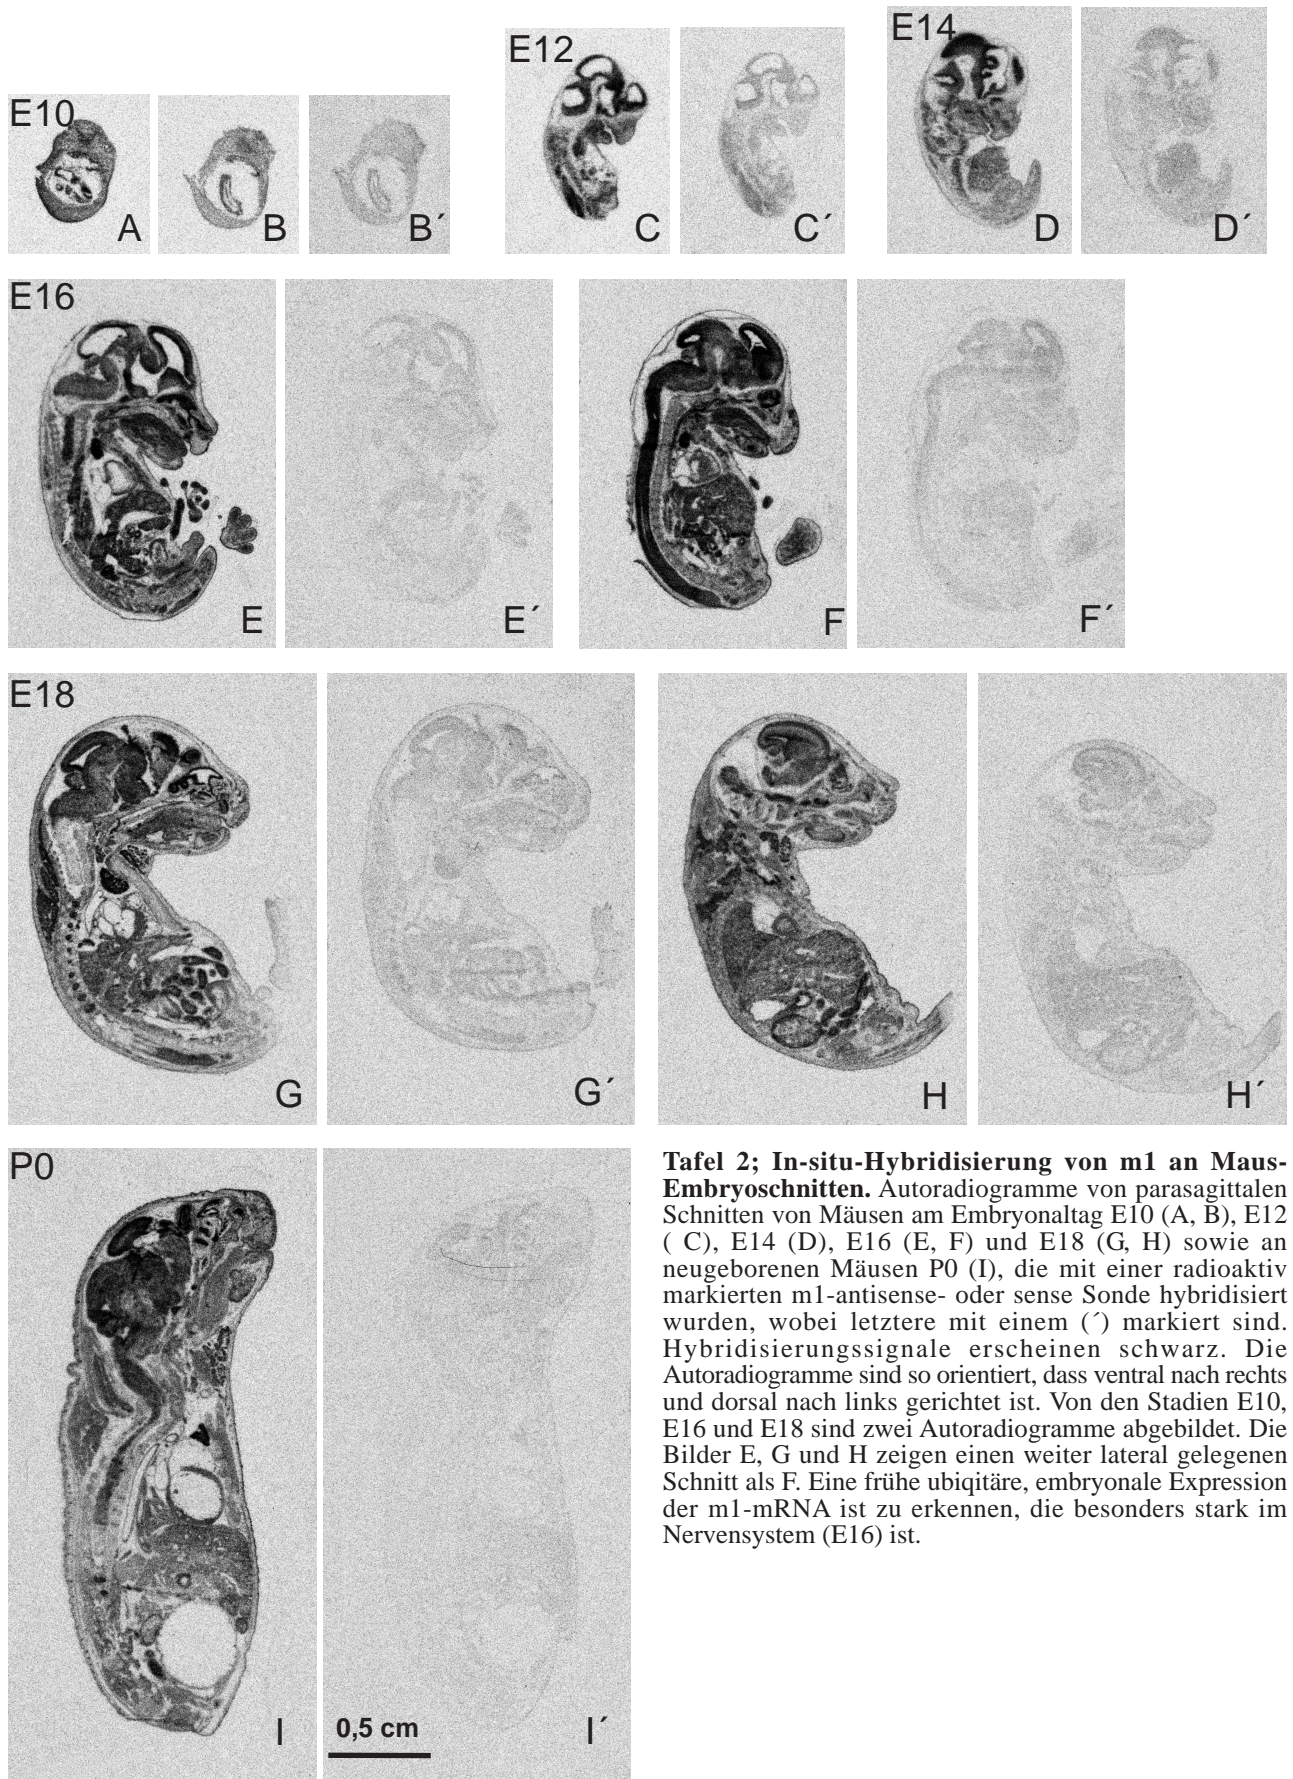 E10
A
B
B´
E12
C
C´
E14
D
D´
E16
E
E´
F
F´
E18
G
G´
H
H´
P0
I
0,5 cm
I´
Tafel 2; In-situ-Hybridisierung von m1 an Maus-
Embryoschnitten. Autoradiogramme von parasagittalen
Schnitten von Mäusen am Embryonaltag E10 (A, B), E12
( C), E14 (D), E16 (E, F) und E18 (G, H) sowie an
neugeborenen Mäusen P0 (I), die mit einer radioaktiv
markierten m1-antisense- oder sense Sonde hybridisiert
wurden, wobei letztere mit einem (´) markiert sind.
Hybridisierungssignale erscheinen schwarz. Die
Autoradiogramme sind so orientiert, dass ventral nach rechts
und dorsal nach links gerichtet ist. Von den Stadien E10,
E16 und E18 sind zwei Autoradiogramme abgebildet. Die
Bilder E, G und H zeigen einen weiter lateral gelegenen
Schnitt als F. Eine frühe ubiqitäre, embryonale Expression
der m1-mRNA ist zu erkennen, die besonders stark im
Nervensystem (E16) ist.